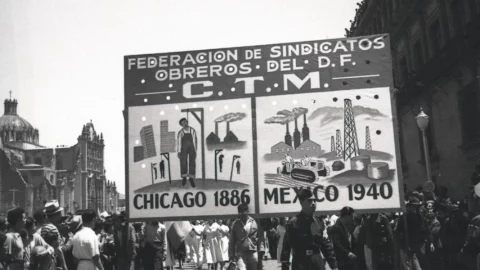 FEDERACION DE SINDICATOS
OBREROS DEL D.F.
C.T.M.
CHICAGO 1886
MEXICO 1940